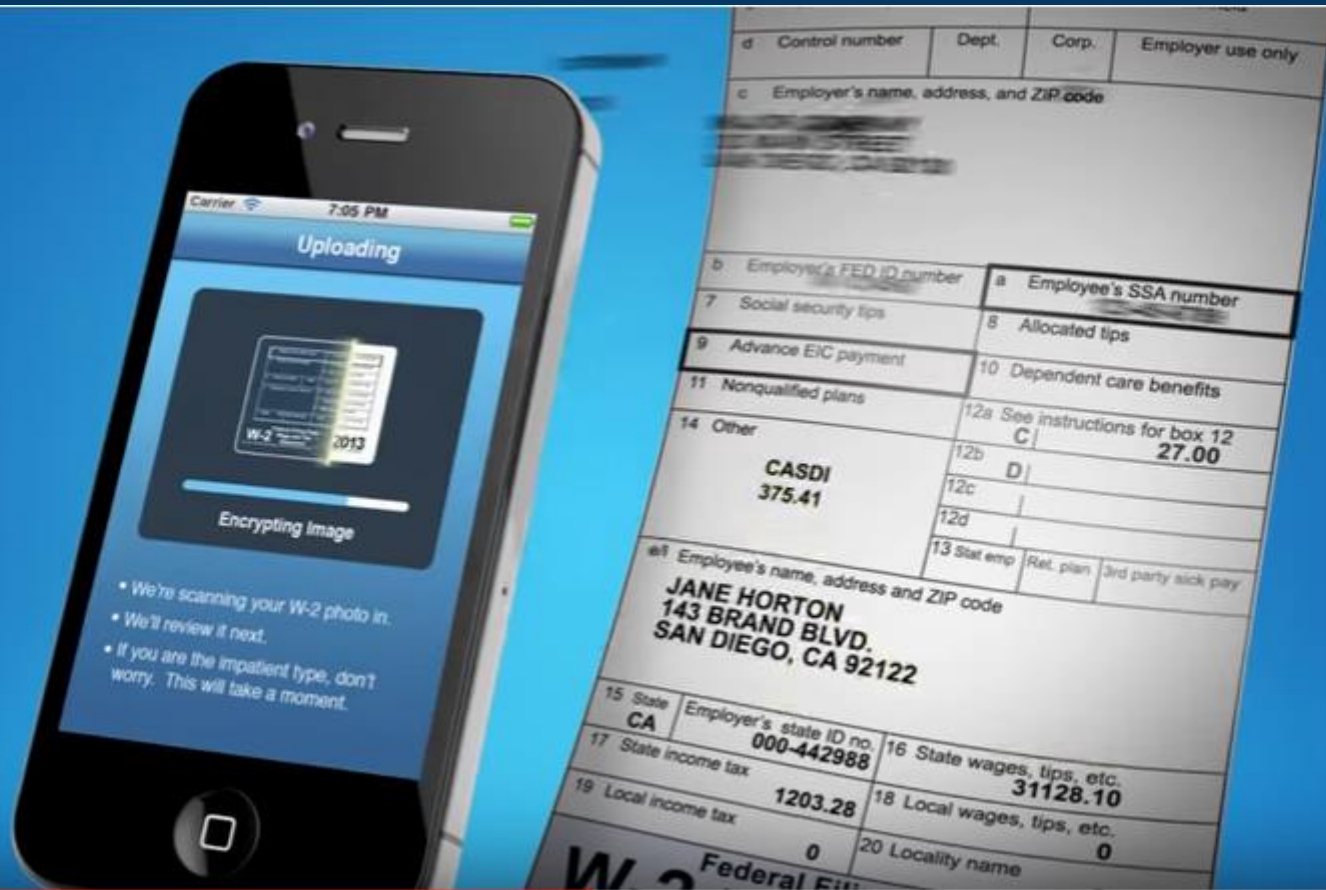 Carrier 7:05 PM
Uploading
W-2 2013
Encrypting Image
• We're scanning your W-2 photo in.
• We'll review it next.
• If you are the impatient type, don't
worry. This will take a moment.
d Control number Dept. Corp. Employer use only
c Employer's name, address, and ZIP code
b Employer's FED ID number a Employee's SSA number
7 Social security tips 8 Allocated tips
9 Advance EIC payment 10 Dependent care benefits
11 Nonqualified plans 12a See instructions for box 12
C 27.00
14 Other 12b D
CASDI 12c
375.41 12d
13 Stat emp Ret. plan 3rd party sick pay
e/f Employee's name, address and ZIP code
JANE HORTON
143 BRAND BLVD.
SAN DIEGO, CA 92122
15 State Employer's state ID no. 16 State wages, tips, etc.
CA 000-442988 31128.10
17 State income tax 18 Local wages, tips, etc.
1203.28 0
19 Local income tax 20 Locality name
0
W-2 Federal